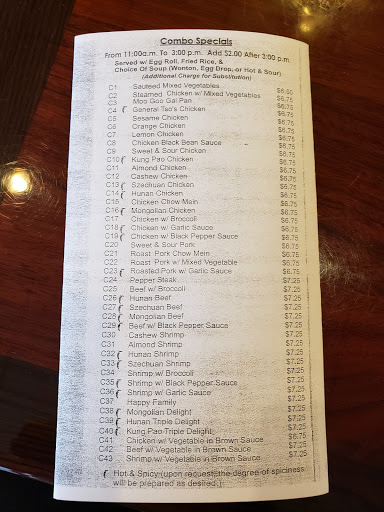 Combo Specials
From 11:00a.m. To 3:00 p.m. Add $2.00 After 3:00 p.m.
Served w/ Egg Roll, Fried Rice, &
Choice Of Soup (Wonton, Egg Drop, or Hot & Sour)
(Additional Charge for Substitution)
C1 Sauteed Mixed Vegetables $6.50
C2 Steamed Chicken w/ Mixed Vegetables $6.75
C3 Moo Goo Gai Pan $6.75
C4 General Tso's Chicken $6.75
C5 Sesame Chicken $6.75
C6 Orange Chicken $6.75
C7 Lemon Chicken $6.75
C8 Chicken Black Bean Sauce $6.75
C9 Sweet & Sour Chicken $6.75
C10 Kung Pao Chicken $6.75
C11 Almond Chicken $6.75
C12 Cashew Chicken $6.75
C13 Szechuan Chicken $6.75
C14 Hunan Chicken $6.75
C15 Chicken Chow Mein $6.75
C16 Mongolian Chicken $6.75
C17 Chicken w/ Broccoli $6.75
C18 Chicken w/ Garlic Sauce $6.75
C19 Chicken w/ Black Pepper Sauce $6.75
C20 Sweet & Sour Pork $6.75
C21 Roast Pork Chow Mein $6.75
C22 Roast Pork w/ Mixed Vegetable $6.75
C23 Roasted Pork w/ Garlic Sauce $6.75
C24 Pepper Steak $7.25
C25 Beef w/ Broccoli $7.25
C26 Hunan Beef $7.25
C27 Szechuan Beef $7.25
C28 Mongolian Beef $7.25
C29 Beef w/ Black Pepper Sauce $7.25
C30 Cashew Shrimp $7.25
C31 Almond Shrimp $7.25
C32 Hunan Shrimp $7.25
C33 Szechuan Shrimp $7.25
C34 Shrimp w/ Broccoli $7.25
C35 Shrimp w/ Black Pepper Sauce $7.25
C36 Shrimp w/ Garlic Sauce $7.25
C37 Happy Family $7.25
C38 Mongolian Delight $7.25
C39 Hunan Triple Delight $7.25
C40 Kung Pao Triple Delight $7.25
C41 Chicken w/ Vegetable in Brown Sauce $6.75
C42 Beef w/ Vegetable in Brown Sauce $7.25
C43 Shrimp w/ Vegetable in Brown Sauce $7.25
Hot & Spicy (upon request, the degree of spiciness
will be prepared as desired.)